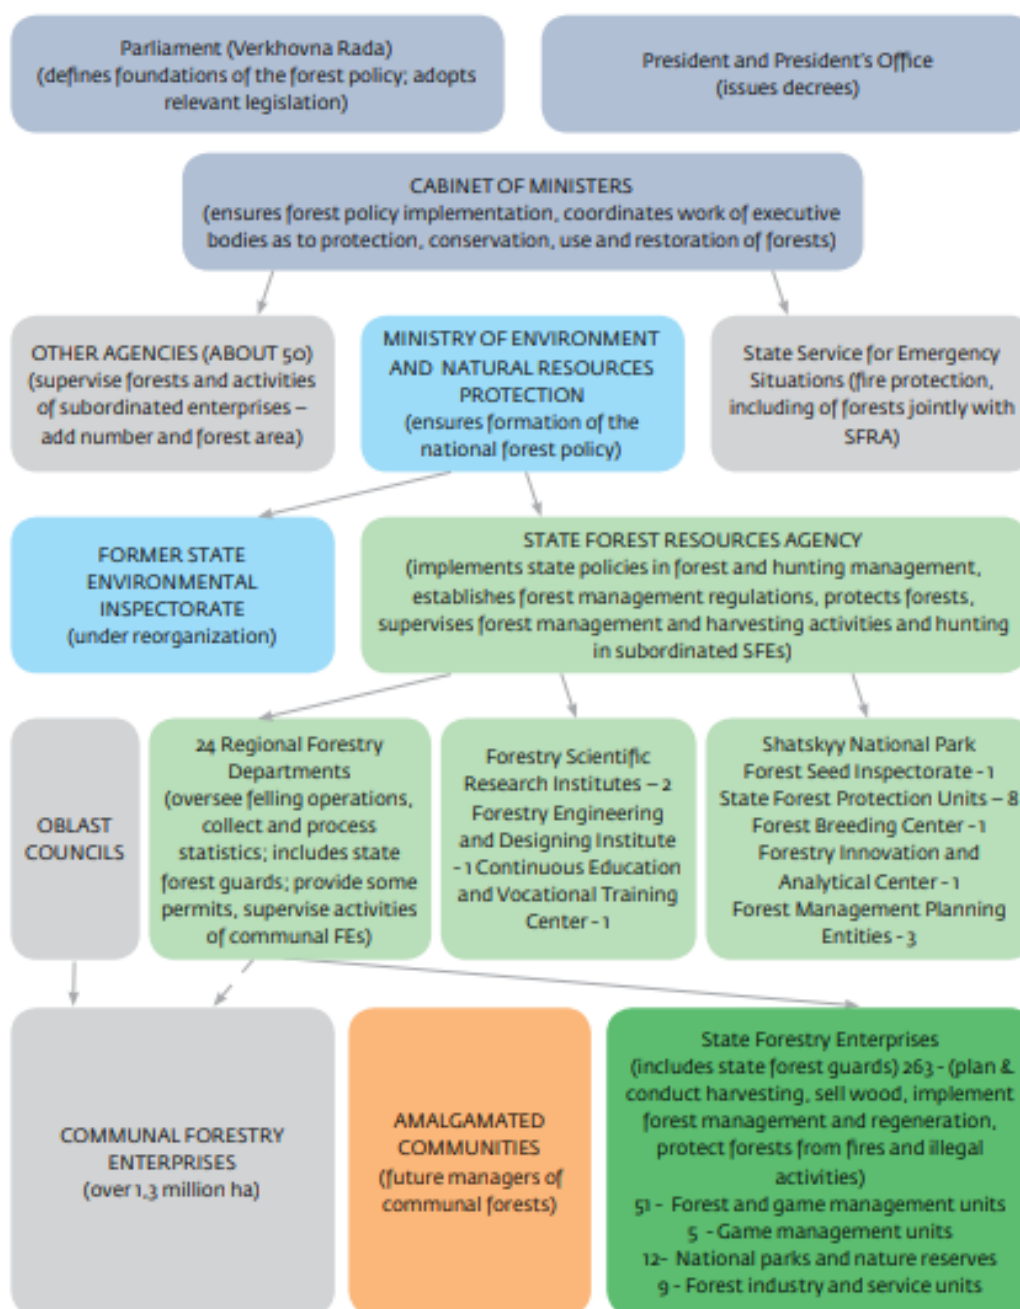 Parliament (Verkhovna Rada)
(defines foundations of the forest policy; adopts
relevant legislation)
President and President's Office
(issues decrees)
CABINET OF MINISTERS
(ensures forest policy implementation, coordinates work of executive
bodies as to protection, conservation, use and restoration of forests)
OTHER AGENCIES (ABOUT 50)
(supervise forests and activities
of subordinated enterprises –
add number and forest area)
MINISTRY OF ENVIRONMENT
AND NATURAL RESOURCES
PROTECTION
(ensures formation of the
national forest policy)
State Service for Emergency
Situations (fire protection,
including of forests jointly with
SFRA)
FORMER STATE
ENVIRONMENTAL
INSPECTORATE
(under reorganization)
STATE FOREST RESOURCES AGENCY
(implements state policies in forest and hunting management,
establishes forest management regulations, protects forests,
supervises forest management and harvesting activities and hunting
in subordinated SFEs)
OBLAST
COUNCILS
24 Regional Forestry
Departments
(oversee felling operations,
collect and process
statistics; includes state
forest guards; provide some
permits, supervise activities
of communal FEs)
Forestry Scientific
Research Institutes – 2
Forestry Engineering
and Designing Institute
- 1 Continuous Education
and Vocational Training
Center - 1
Shatskyy National Park
Forest Seed Inspectorate - 1
State Forest Protection Units – 8
Forest Breeding Center - 1
Forestry Innovation and
Analytical Center - 1
Forest Management Planning
Entities - 3
COMMUNAL FORESTRY
ENTERPRISES
(over 1,3 million ha)
AMALGAMATED
COMMUNITIES
(future managers of
communal forests)
State Forestry Enterprises
(includes state forest guards) 263 - (plan &
conduct harvesting, sell wood, implement
forest management and regeneration,
protect forests from fires and illegal
activities)
51 - Forest and game management units
5 - Game management units
12- National parks and nature reserves
9 - Forest industry and service units